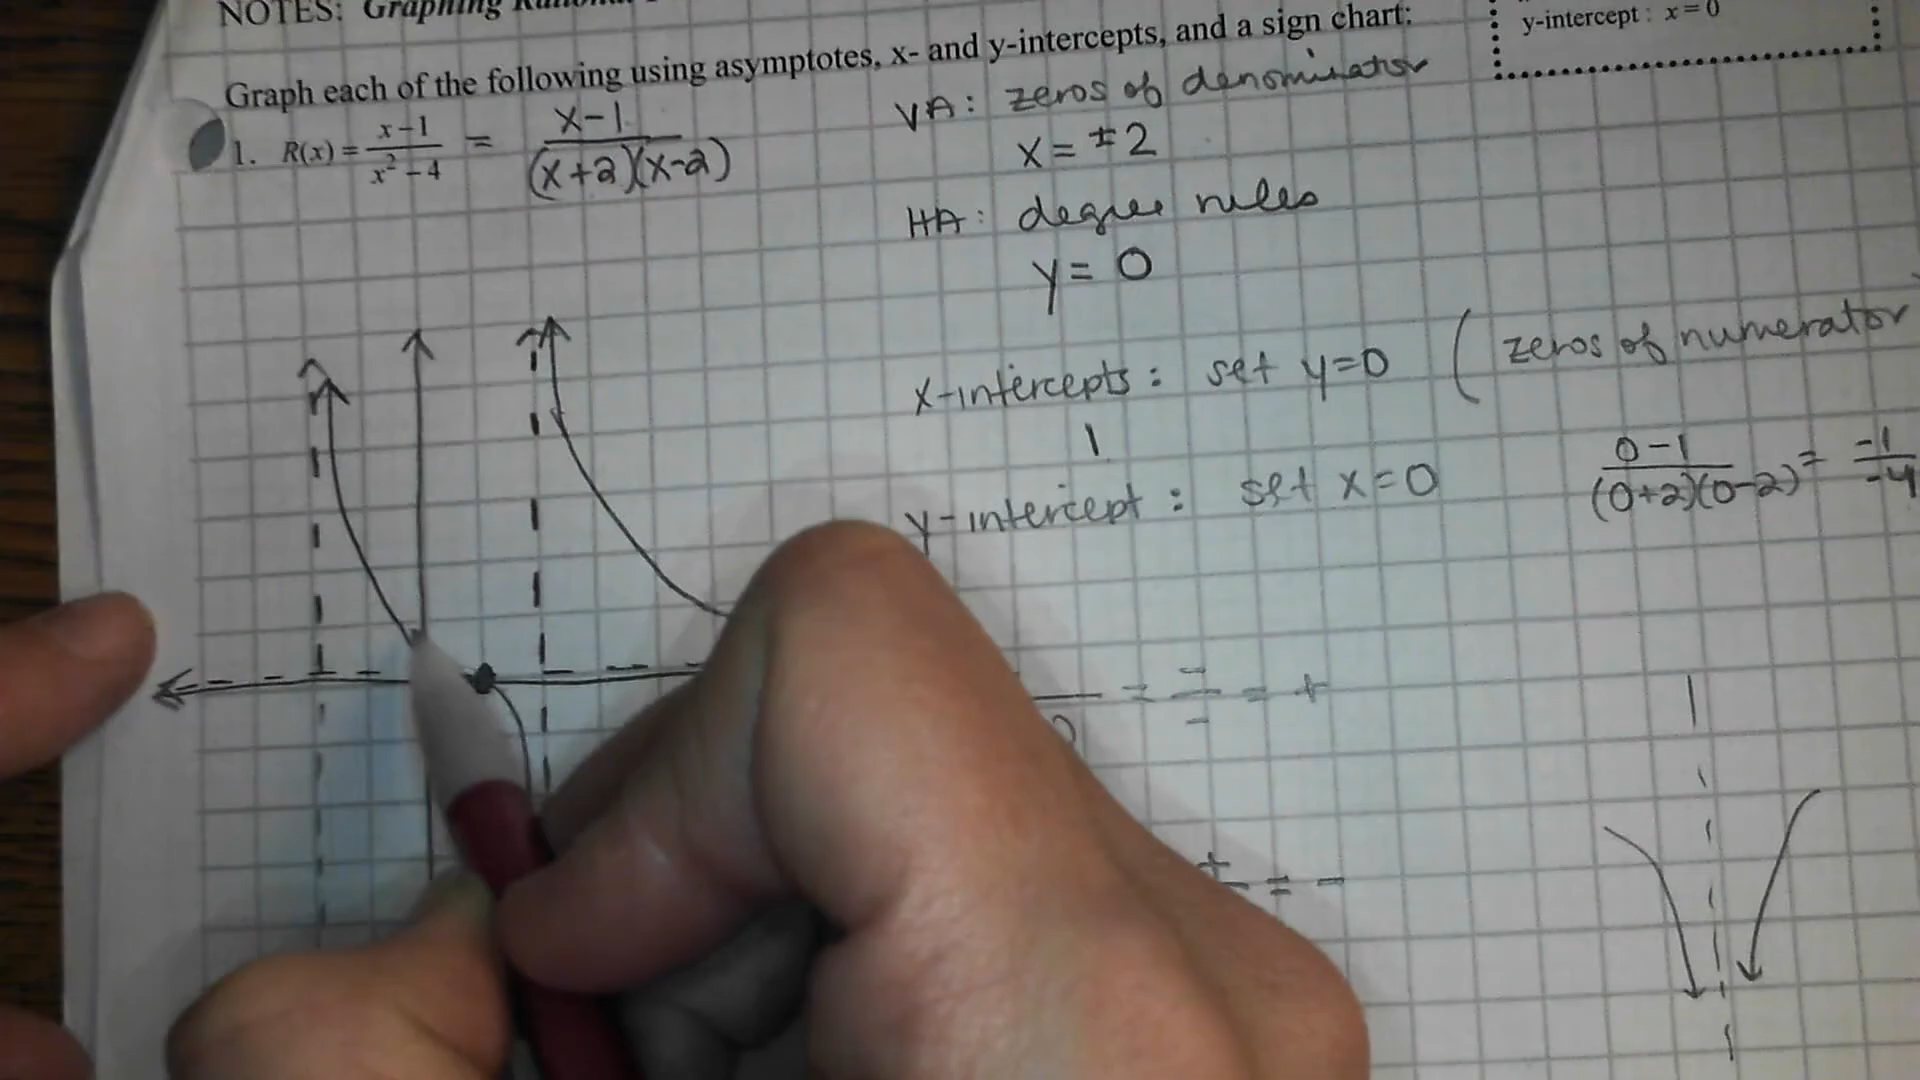 NOTES: Graphing
y-intercept : x = 0
Graph each of the following using asymptotes, x- and y-intercepts, and a sign chart:
1. R(x) = x-1 / x² - 4 = x-1 / (x+2)(x-2)
VA: zeros of denominator
x = ±2
HA: degree rules
y = 0
x-intercepts: set y=0 ( zeros of numerator
1
y-intercept: set x=0 0-1 / (0+2)(0-2) = -1 / -4
= - / - = +
+ / = -